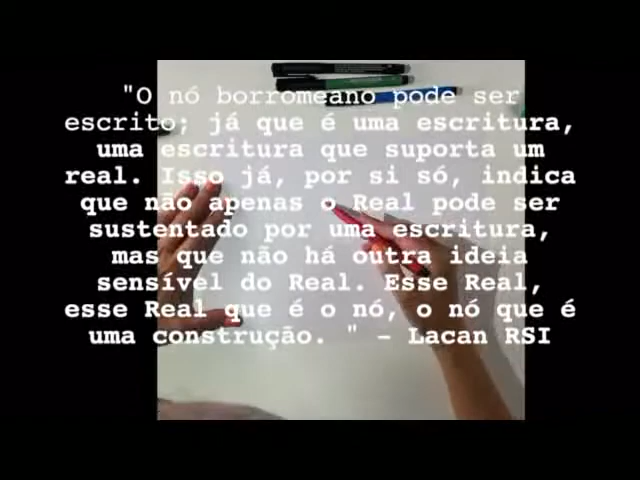 "O nó borromeano pode ser
escrito; já que é uma escritura,
uma escritura que suporta um
real. Isso já, por si só, indica
que não apenas o Real pode ser
sustentado por uma escritura,
mas que não há outra ideia
sensível do Real. Esse Real,
esse Real que é o nó, o nó que é
uma construção. " - Lacan RSI